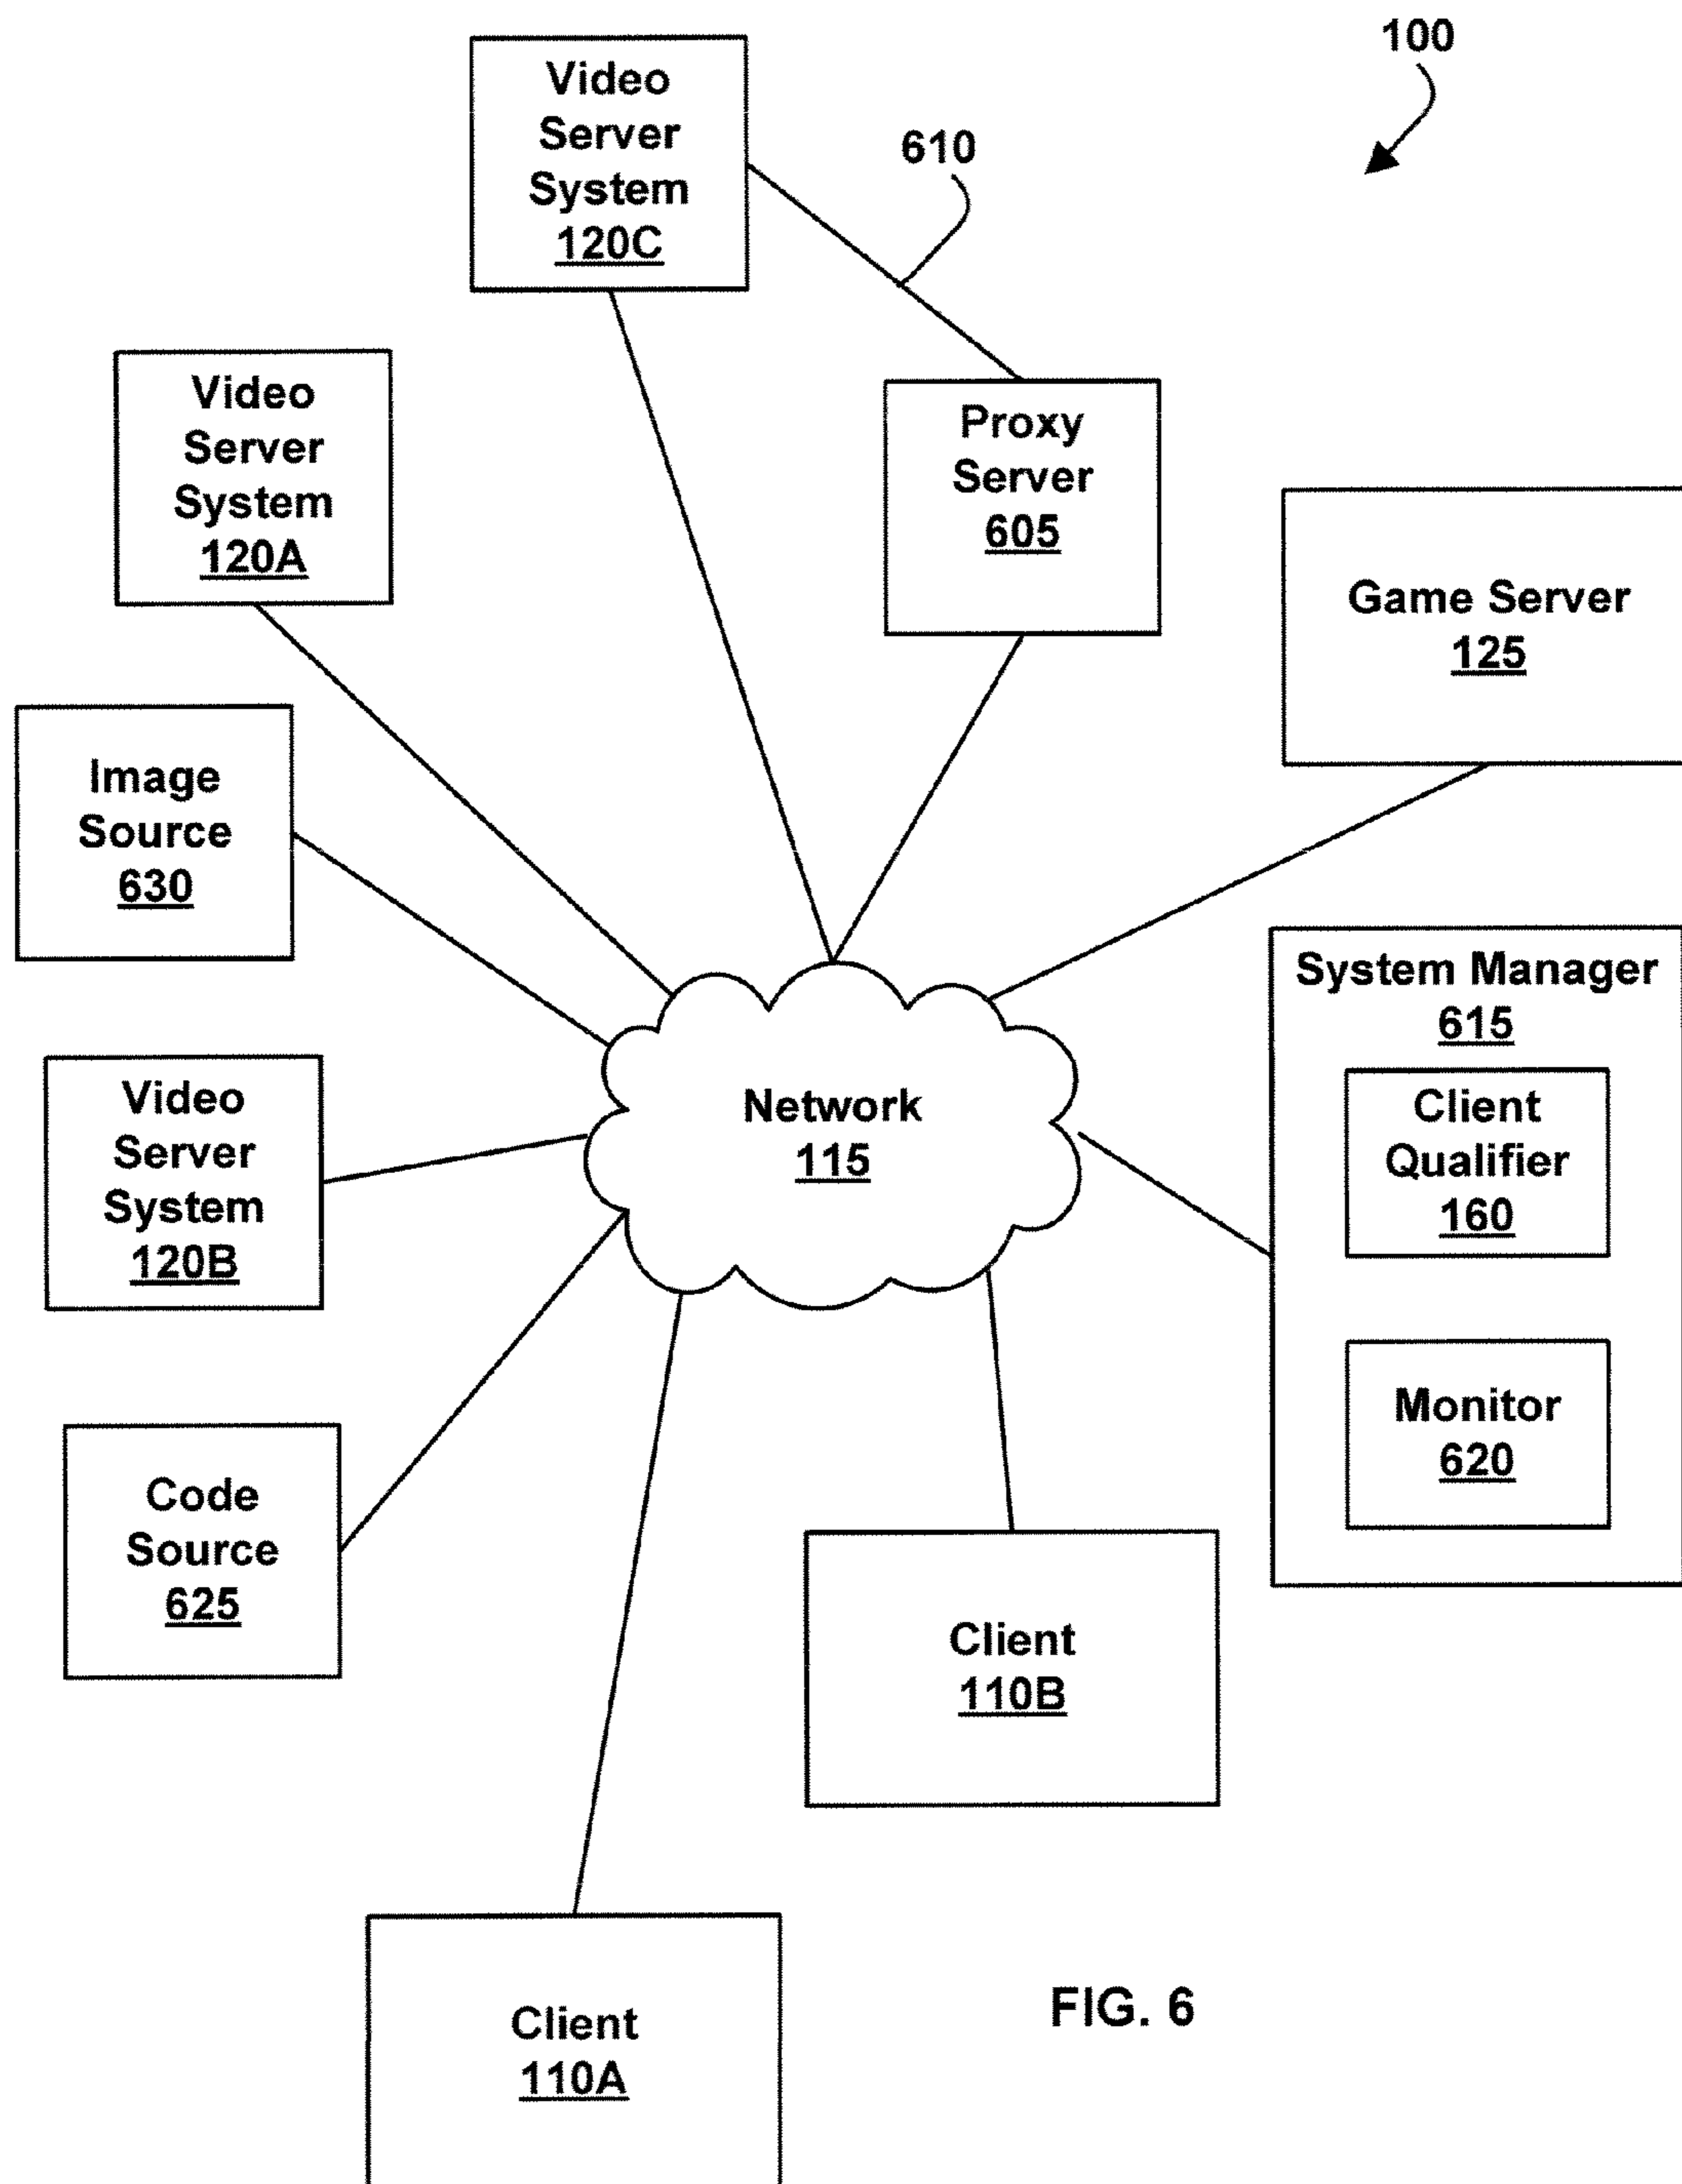 100
Video
Server
System
120C
610
Video
Server
System
120A
Proxy
Server
605
Game Server
125
Image
Source
630
System Manager
615
Client
Qualifier
160
Monitor
620
Network
115
Video
Server
System
120B
Code
Source
625
Client
110B
Client
110A
FIG. 6